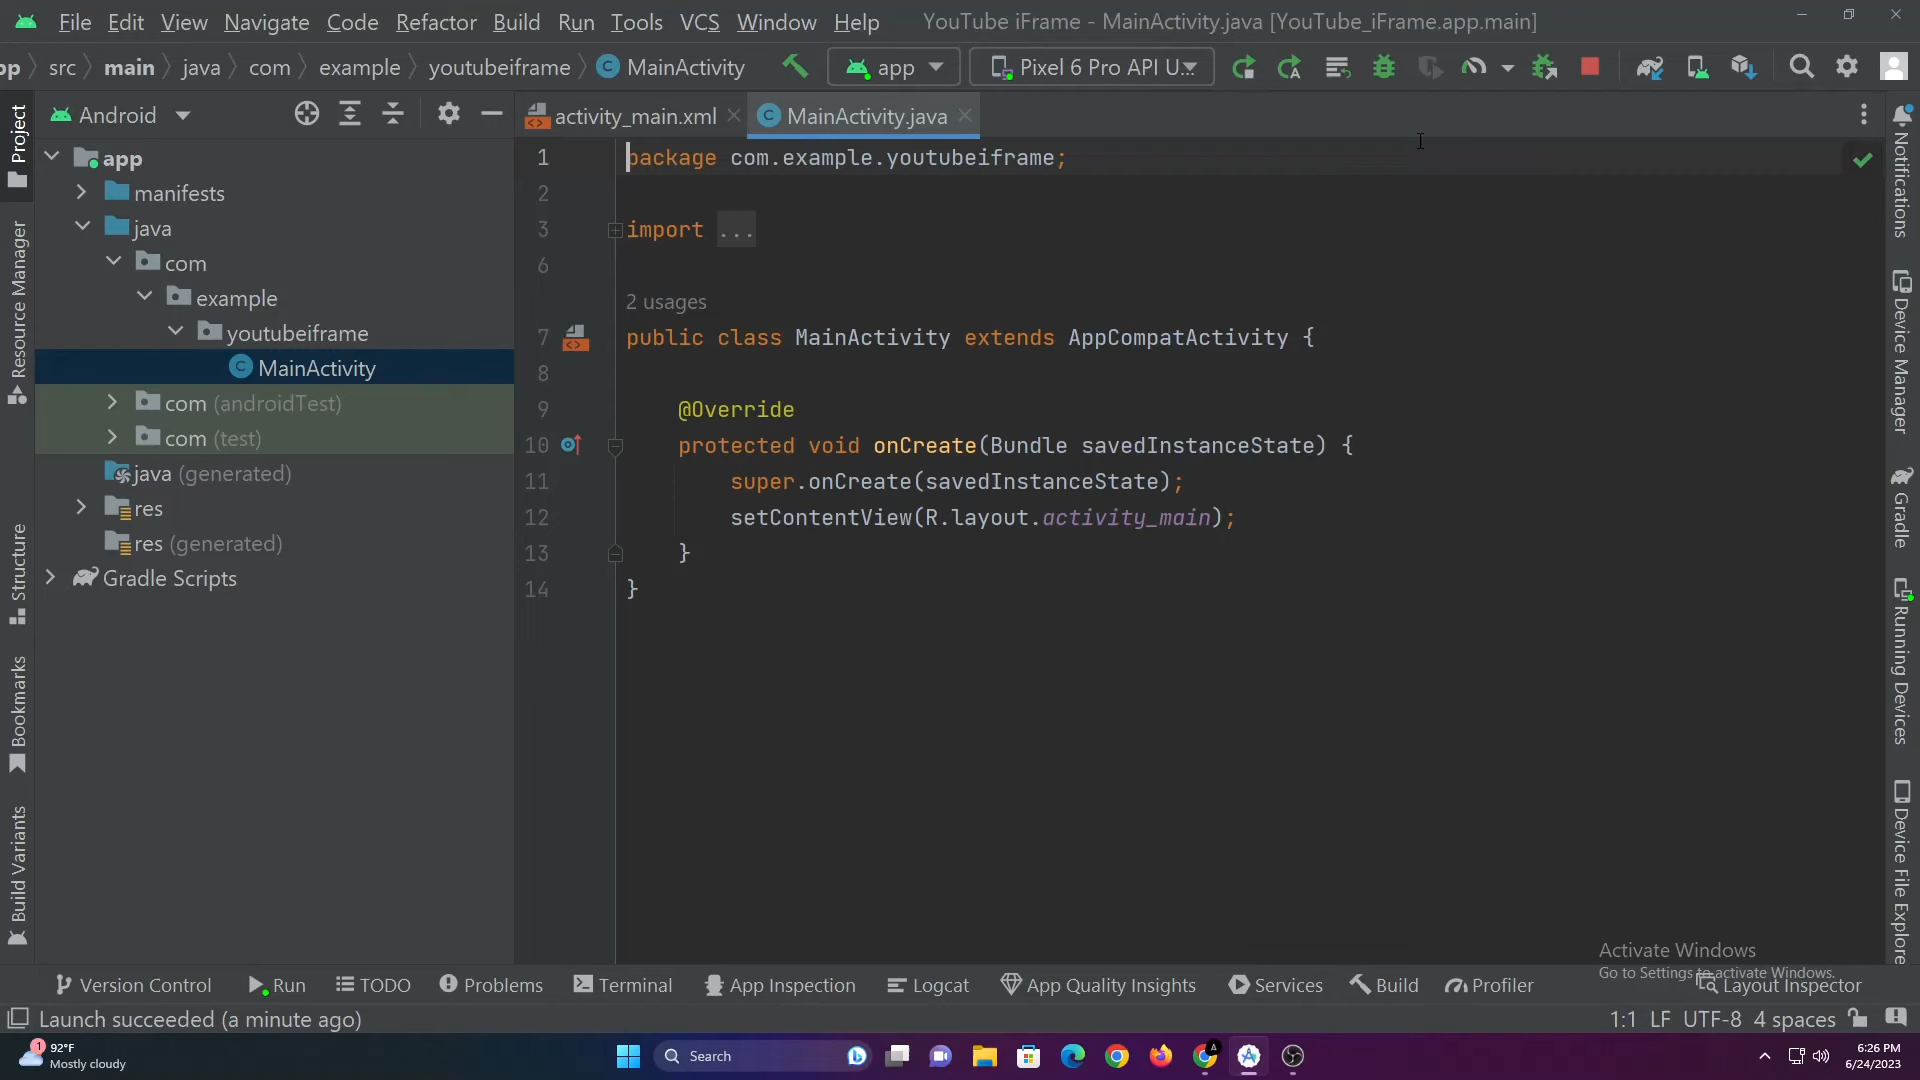 File Edit View Navigate Code Refactor Build Run Tools VCS Window Help YouTube iFrame - MainActivity.java [YouTube_iFrame.app.main]
src main java com example youtubeiframe MainActivity app Pixel 6 Pro API U...
Android
activity_main.xml MainActivity.java
Project
Resource Manager
Structure
Bookmarks
Build Variants
app
manifests
java
com
example
youtubeiframe
MainActivity
com (androidTest)
com (test)
java (generated)
res
res (generated)
Gradle Scripts
1 package com.example.youtubeiframe;
2
3 import ...
6
2 usages
7 public class MainActivity extends AppCompatActivity {
8
9 @Override
10 protected void onCreate(Bundle savedInstanceState) {
11 super.onCreate(savedInstanceState);
12 setContentView(R.layout.activity_main);
13 }
14 }
Notifications
Device Manager
Gradle
Running Devices
Device File Explore
Activate Windows
Go to Settings to activate Windows.
Version Control Run TODO Problems Terminal App Inspection Logcat App Quality Insights Services Build Profiler Layout Inspector
Launch succeeded (a minute ago) 1:1 LF UTF-8 4 spaces
1 92°F
Mostly cloudy
Search
6:26 PM
6/24/2023